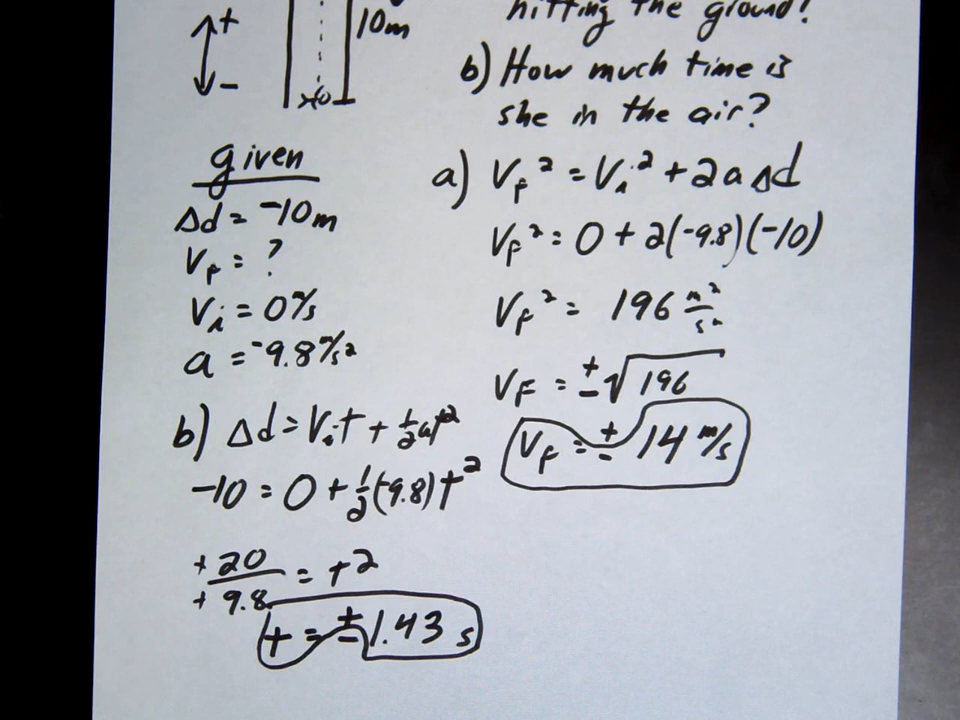 hitting the ground?
+
10m
-
b) How much time is
she in the air?
given
Δd = -10m
Vf = ?
Vi = 0 m/s
a = -9.8 m/s²
a) Vf² = Vi² + 2aΔd
Vf² = 0 + 2(-9.8)(-10)
Vf² = 196 m²/s²
VF = ±√196
Vf = ± 14 m/s
b) Δd = Vit + ½at²
-10 = 0 + ½(-9.8)t²
+20/+9.8 = t²
t = ±1.43 s